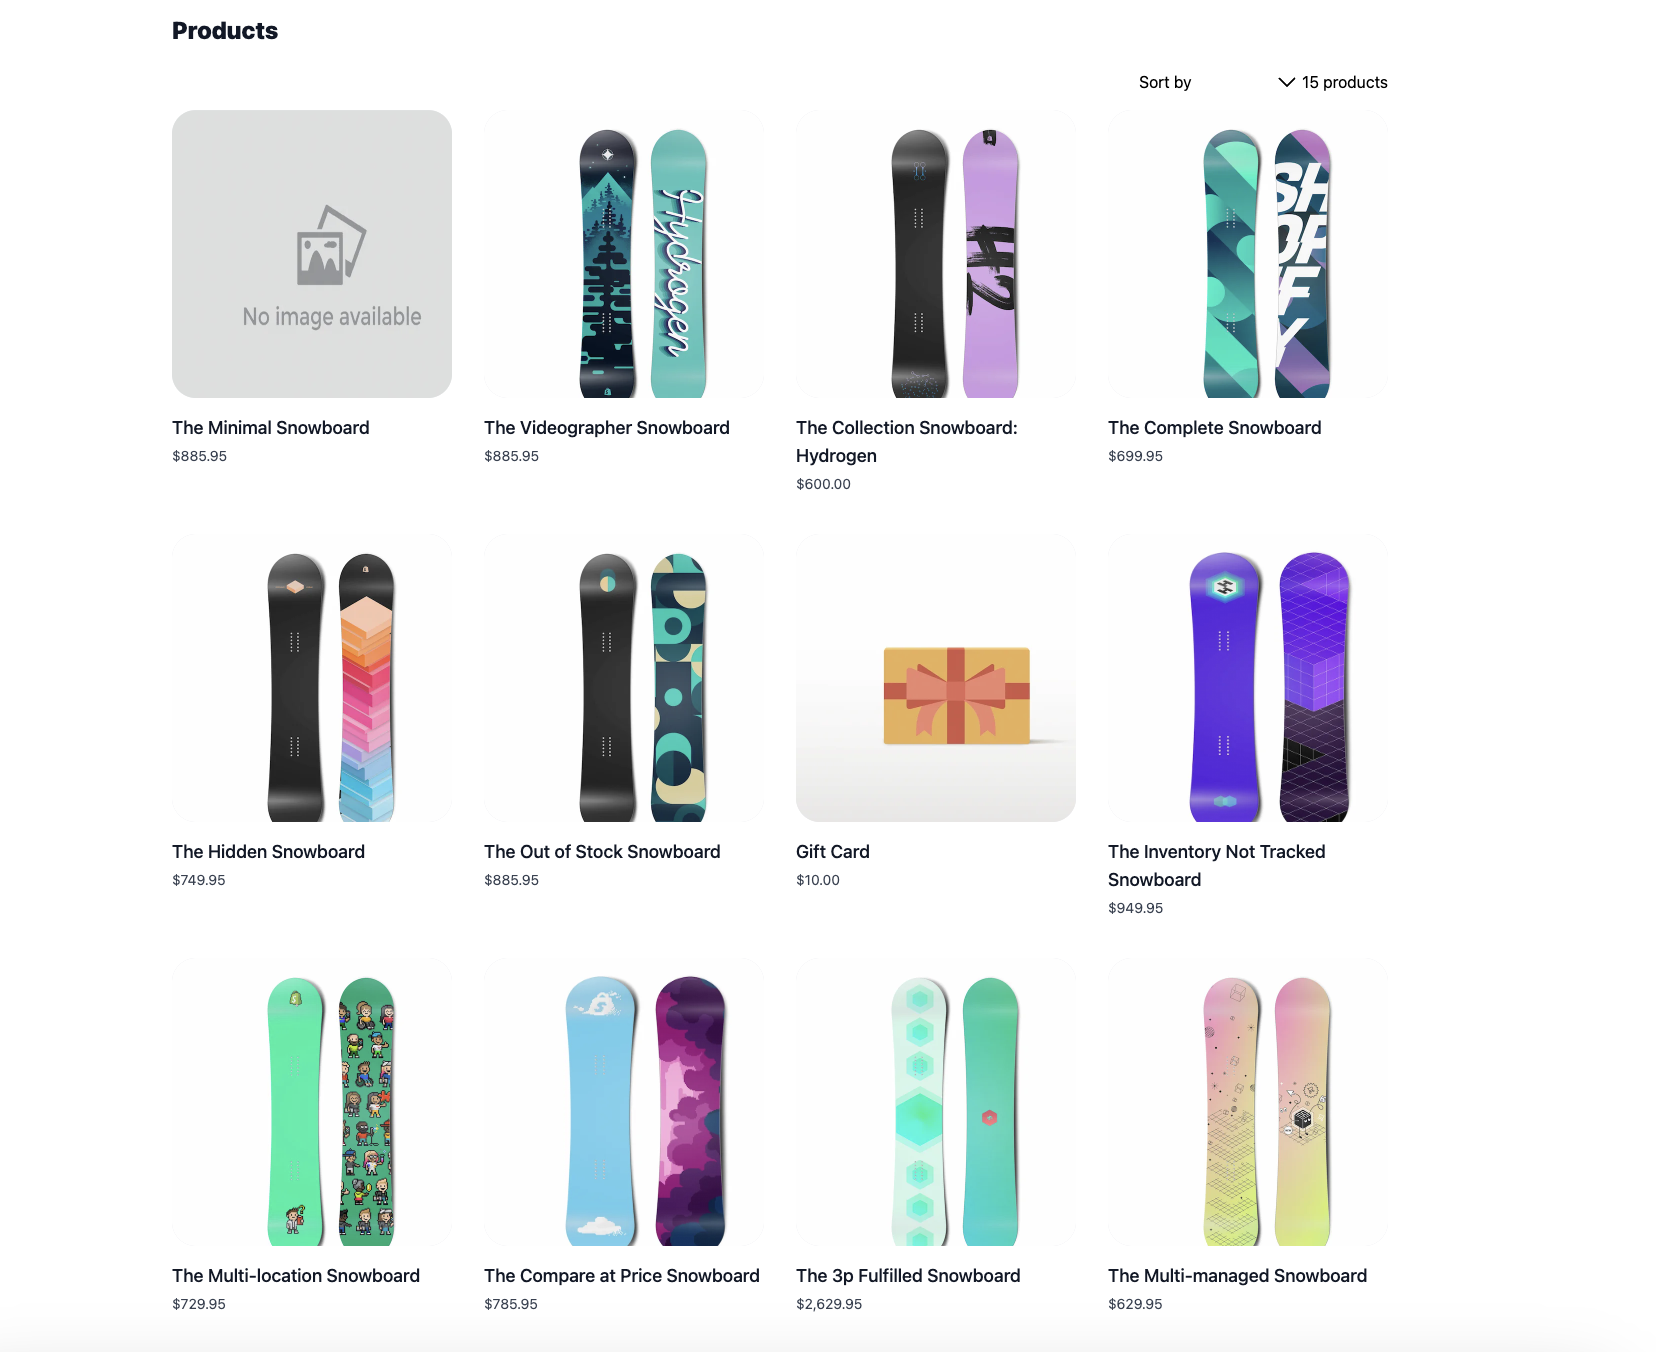 Products
Sort by
15 products
No image available
Hydrogen
H2
SH
OP
IF
Y
The Minimal Snowboard
$885.95
The Videographer Snowboard
$885.95
The Collection Snowboard:
Hydrogen
$600.00
The Complete Snowboard
$699.95
The Hidden Snowboard
$749.95
The Out of Stock Snowboard
$885.95
Gift Card
$10.00
The Inventory Not Tracked
Snowboard
$949.95
The Multi-location Snowboard
$729.95
The Compare at Price Snowboard
$785.95
The 3p Fulfilled Snowboard
$2,629.95
The Multi-managed Snowboard
$629.95